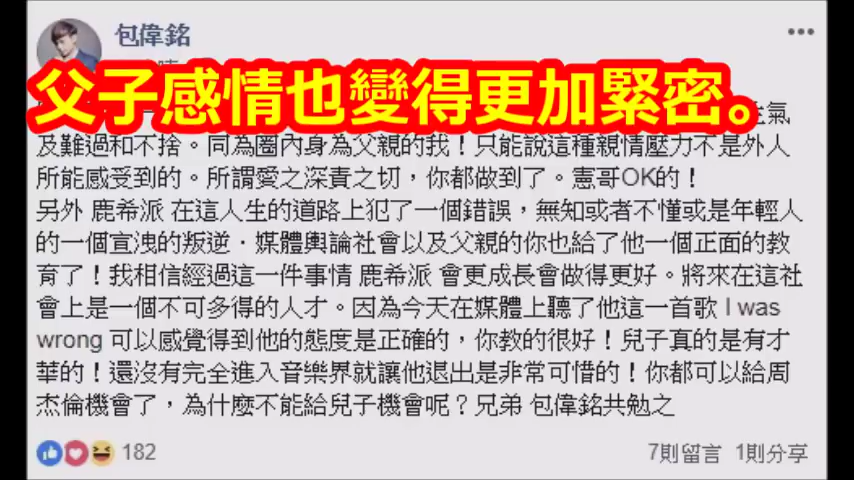 包偉銘
父子感情也變得更加緊密。
及難過和不捨。同為圈內身為父親的我！只能說這種親情壓力不是外人
所能感受到的。所謂愛之深責之切，你都做到了。憲哥OK的！
另外 鹿希派 在這人生的道路上犯了一個錯誤，無知或者不懂或是年輕人
的一個宣洩的叛逆．媒體輿論社會以及父親的你也給了他一個正面的教
育了！我相信經過這一件事情 鹿希派 會更成長會做得更好。將來在這社
會上是一個不可多得的人才。因為今天在媒體上聽了他這一首歌 I was
wrong 可以感覺得到他的態度是正確的，你教的很好！兒子真的是有才
華的！還沒有完全進入音樂界就讓他退出是非常可惜的！你都可以給周
杰倫機會了，為什麼不能給兒子機會呢？兄弟 包偉銘共勉之
182
7則留言 1則分享